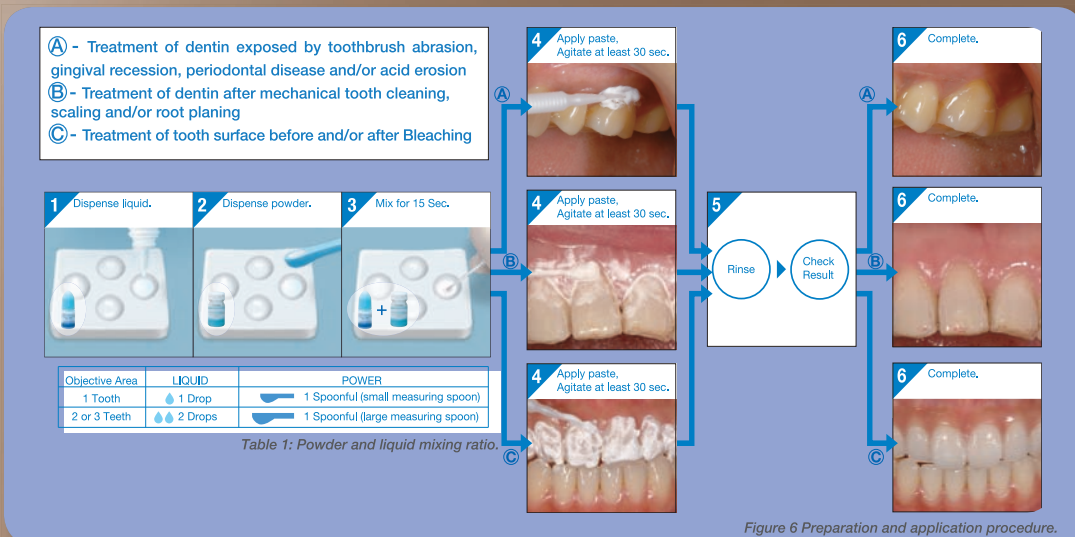 Ⓐ - Treatment of dentin exposed by toothbrush abrasion,
gingival recession, periodontal disease and/or acid erosion
Ⓑ - Treatment of dentin after mechanical tooth cleaning,
scaling and/or root planing
Ⓒ - Treatment of tooth surface before and/or after Bleaching
1 Dispense liquid.
2 Dispense powder.
3 Mix for 15 Sec.
+
Objective Area LIQUID POWER
1 Tooth 1 Drop 1 Spoonful (small measuring spoon)
2 or 3 Teeth 2 Drops 1 Spoonful (large measuring spoon)
Table 1: Powder and liquid mixing ratio.
Ⓐ
4 Apply paste,
Agitate at least 30 sec.
Ⓑ
4 Apply paste,
Agitate at least 30 sec.
Ⓒ
4 Apply paste,
Agitate at least 30 sec.
5
Rinse
Check
Result
Ⓐ
6 Complete.
Ⓑ
6 Complete.
Ⓒ
6 Complete.
Figure 6 Preparation and application procedure.